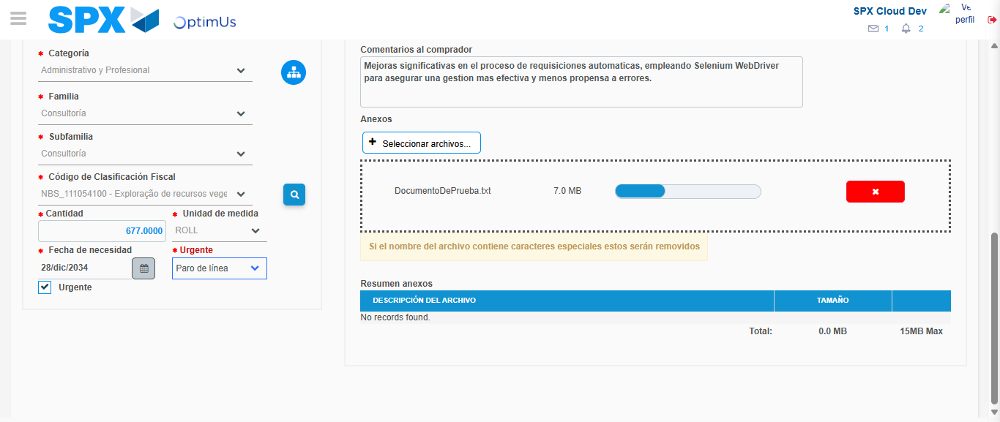 SPX
OptimUs
SPX Cloud Dev
1
2
Ve
perfil
* Categoría
Administrativo y Profesional
* Familia
Consultoría
* Subfamilia
Consultoría
* Código de Clasificación Fiscal
NBS_111054100 - Exploração de recursos vege
* Cantidad
* Unidad de medida
677.0000
ROLL
* Fecha de necesidad
* Urgente
28/dic/2034
Paro de línea
Urgente
Comentarios al comprador
Mejoras significativas en el proceso de requisiciones automaticas, empleando Selenium WebDriver
para asegurar una gestion mas efectiva y menos propensa a errores.
Anexos
+ Seleccionar archivos...
DocumentoDePrueba.txt 7.0 MB
Si el nombre del archivo contiene caracteres especiales estos serán removidos
Resumen anexos
DESCRIPCIÓN DEL ARCHIVO TAMAÑO
No records found.
Total: 0.0 MB 15MB Max